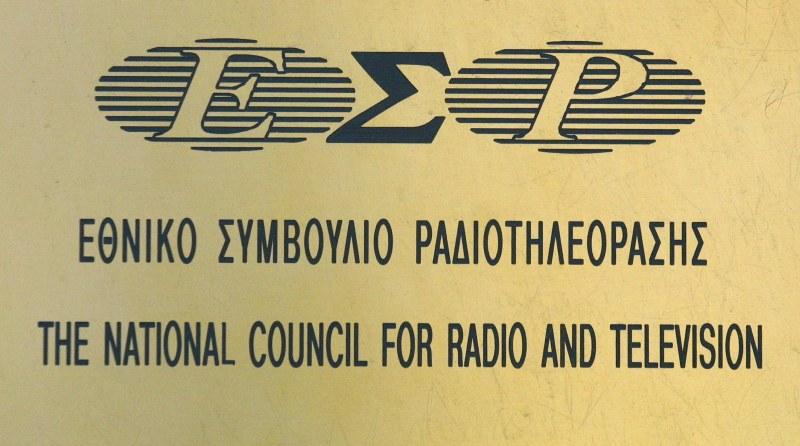 ΕΣΡ
ΕΘΝΙΚΟ ΣΥΜΒΟΥΛΙΟ ΡΑΔΙΟΤΗΛΕΟΡΑΣΗΣ
THE NATIONAL COUNCIL FOR RADIO AND TELEVISION